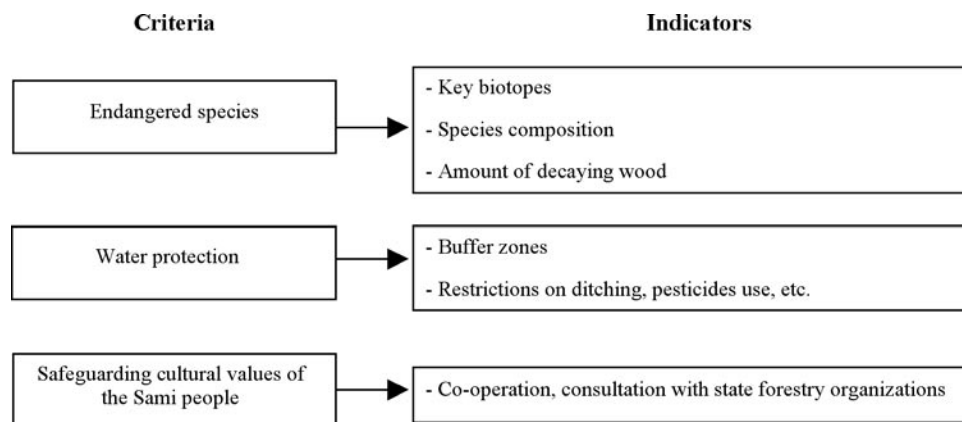 Criteria
Indicators
Endangered species
- Key biotopes
- Species composition
- Amount of decaying wood
Water protection
- Buffer zones
- Restrictions on ditching, pesticides use, etc.
Safeguarding cultural values of
the Sami people
- Co-operation, consultation with state forestry organizations